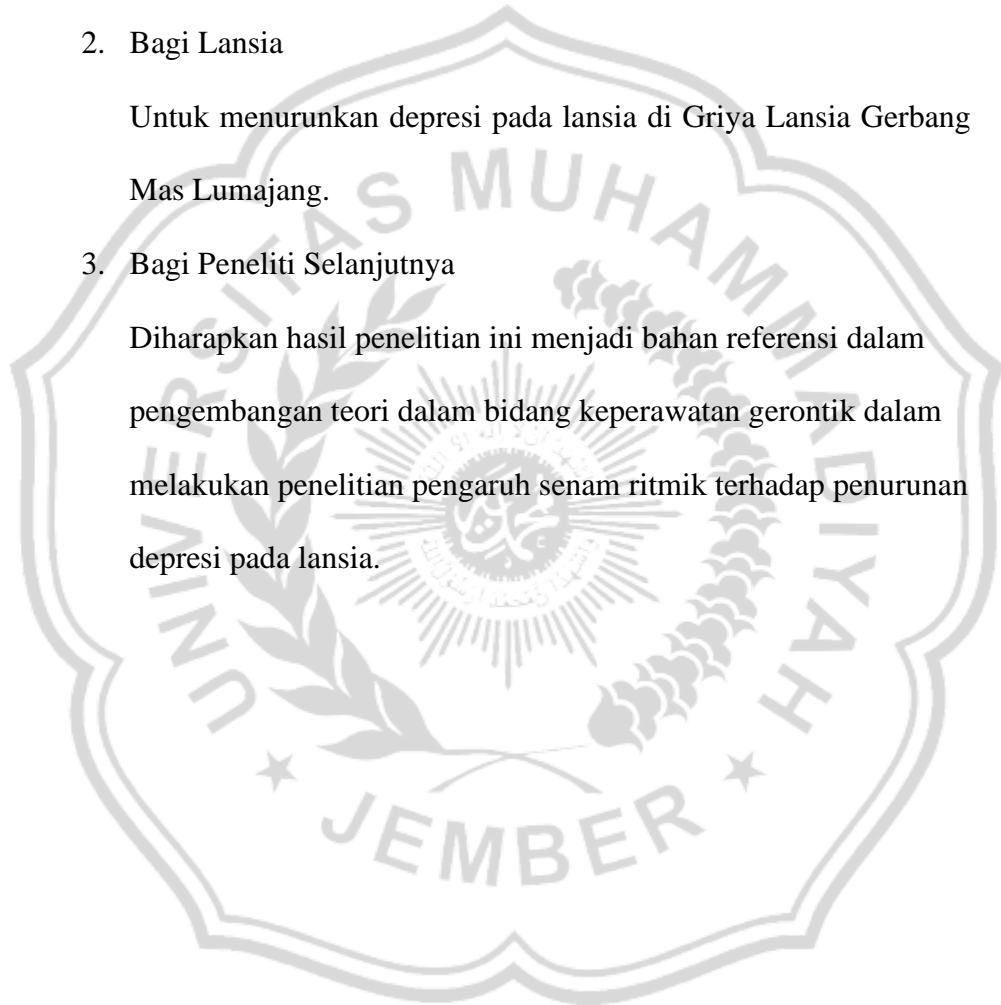 2. Bagi Lansia
Untuk menurunkan depresi pada lansia di Griya Lansia Gerbang
Mas Lumajang.
3. Bagi Peneliti Selanjutnya
Diharapkan hasil penelitian ini menjadi bahan referensi dalam
pengembangan teori dalam bidang keperawatan gerontik dalam
melakukan penelitian pengaruh senam ritmik terhadap penurunan
depresi pada lansia.
UNIVERSITAS MUHAMMADIYAH
JEMBER